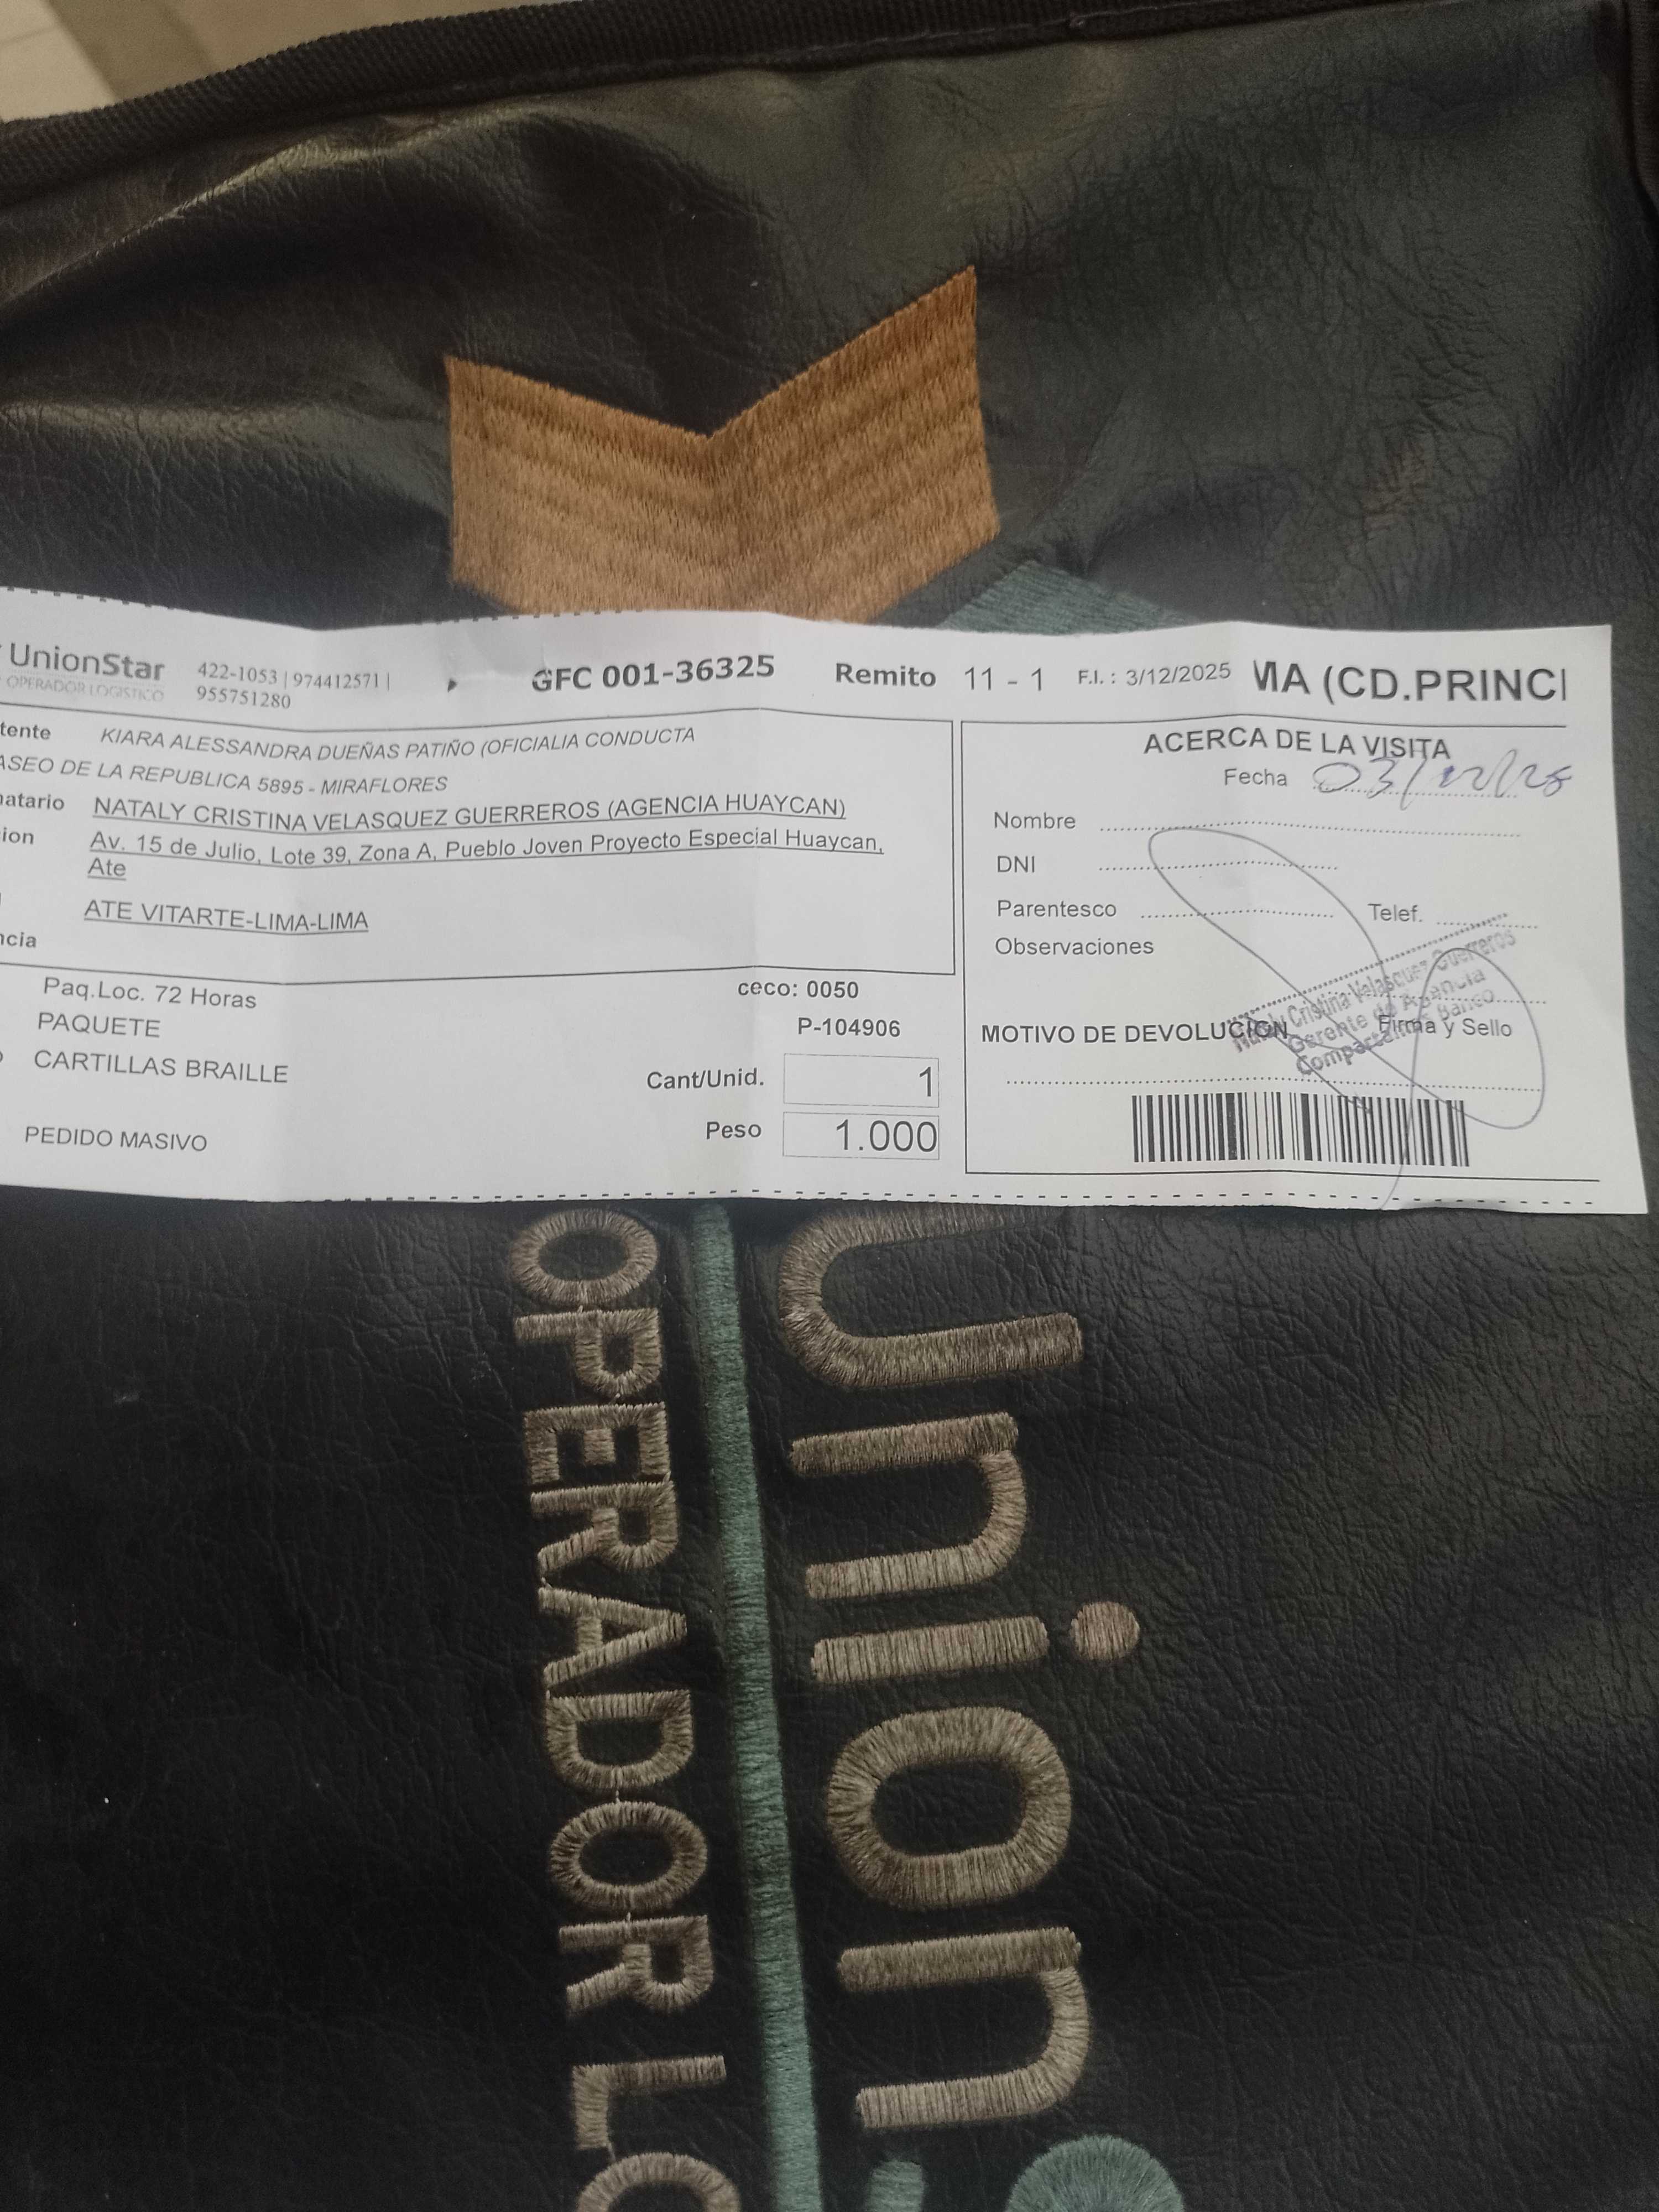 UnionStar
OPERADOR LOGISTICO
422-1053 | 974412571 |
955751280
GFC 001-36325
Remito 11 - 1
F.I. : 3/12/2025
MA (CD.PRINCI
tente KIARA ALESSANDRA DUEÑAS PATIÑO (OFICIALIA CONDUCTA
ASEO DE LA REPUBLICA 5895 - MIRAFLORES
natario NATALY CRISTINA VELASQUEZ GUERREROS (AGENCIA HUAYCAN)
ion Av. 15 de Julio, Lote 39, Zona A, Pueblo Joven Proyecto Especial Huaycan,
Ate
ATE VITARTE-LIMA-LIMA
ncia
Paq.Loc. 72 Horas
ceco: 0050
PAQUETE
P-104906
CARTILLAS BRAILLE
Cant/Unid. 1
PEDIDO MASIVO
Peso 1.000
ACERCA DE LA VISITA
Fecha 03/12/25
Nombre
DNI
Parentesco
Telef.
Observaciones
Nataly Cristina Velasquez Guerreros
Gerente de Agencia
Compartamos Banco
MOTIVO DE DEVOLUCION
Firma y Sello
Union
OPERADOR LO